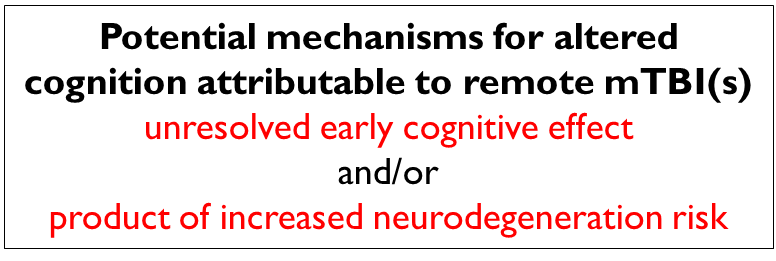 Potential mechanisms for altered
cognition attributable to remote mTBI(s)
unresolved early cognitive effect
and/or
product of increased neurodegeneration risk